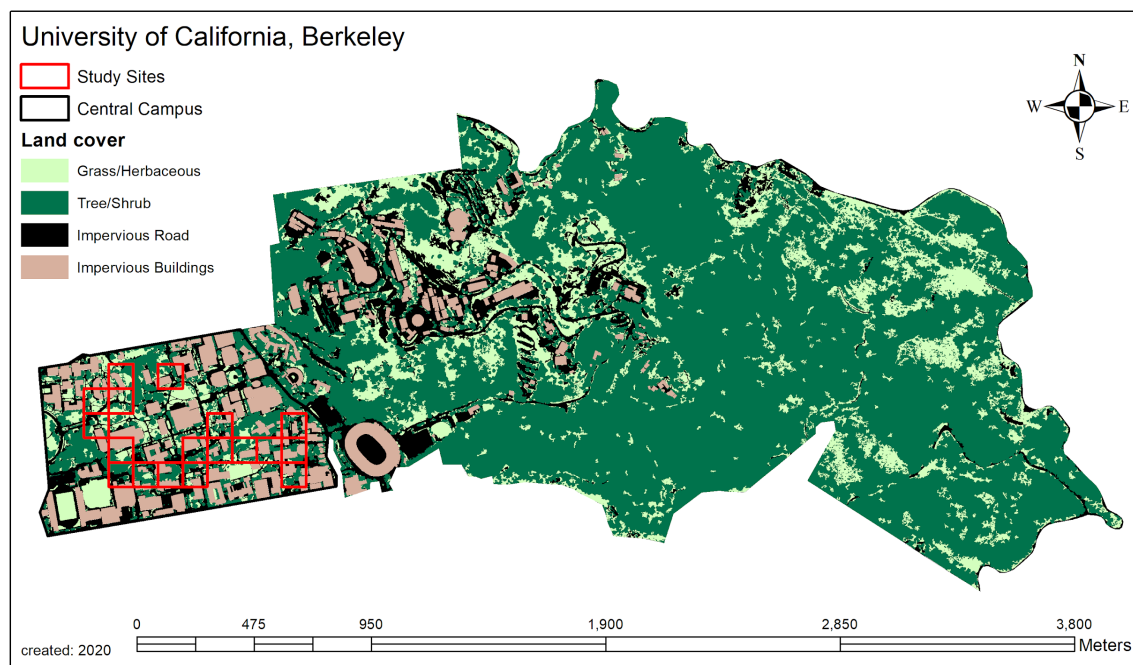 University of California, Berkeley
Study Sites
Central Campus
Land cover
Grass/Herbaceous
Tree/Shrub
Impervious Road
Impervious Buildings
N
W E
S
0 475 950 1,900 2,850 3,800
Meters
created: 2020